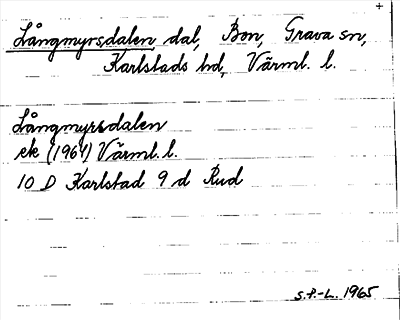 +
Långmyrsdalen dal, Bon, Grava sn,
Karlstads hd, Värml. l.
Långmyrsdalen
ek (1964) Värml. l.
10 D Karlstad 9 d Rud
S.F-L. 1965